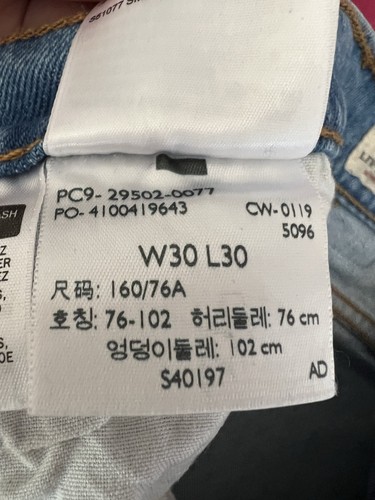 PC9- 29502-0077
PO- 4100419643
CW-0119
5096
W30 L30
尺码: 160/76A
호칭: 76-102 허리둘레: 76 cm
엉덩이둘레: 102 cm
S40197
AD